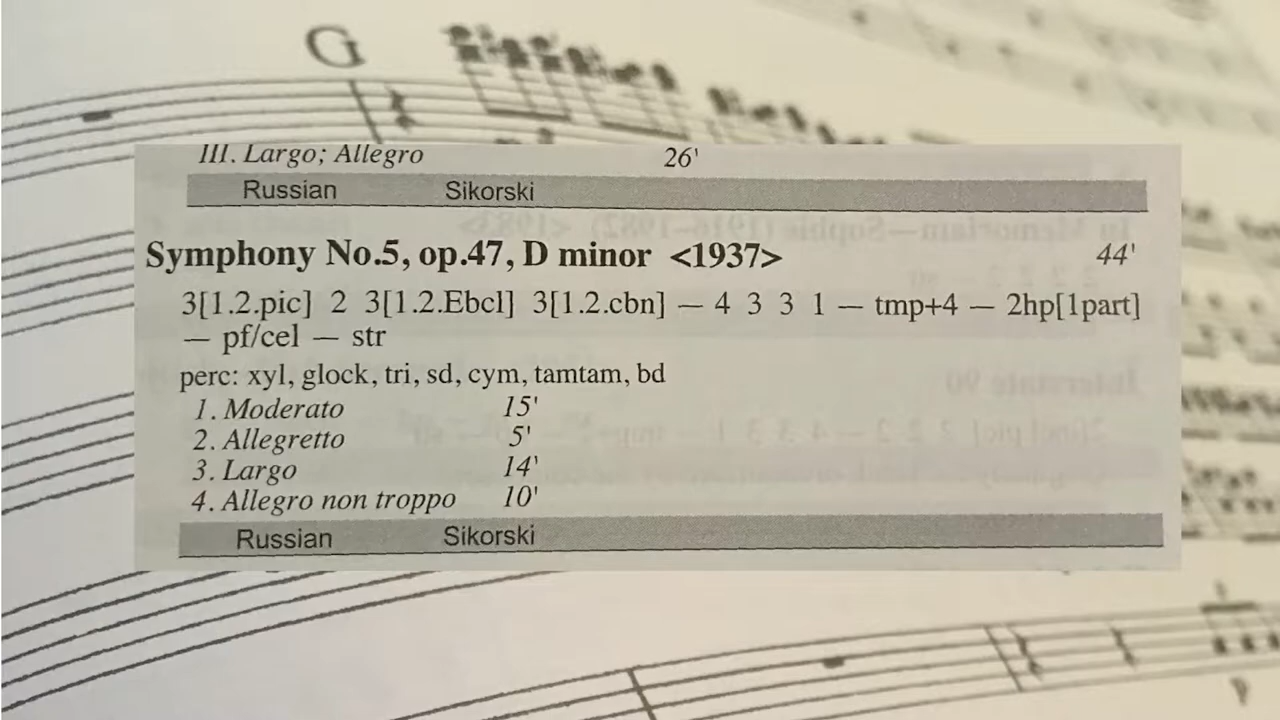 G
III. Largo; Allegro 26'
Russian Sikorski
Symphony No.5, op.47, D minor <1937> 44'
3[1.2.pic] 2 3[1.2.Ebcl] 3[1.2.cbn] — 4 3 3 1 — tmp+4 — 2hp[1part]
— pf/cel — str
perc: xyl, glock, tri, sd, cym, tamtam, bd
1. Moderato 15'
2. Allegretto 5'
3. Largo 14'
4. Allegro non troppo 10'
Russian Sikorski
p